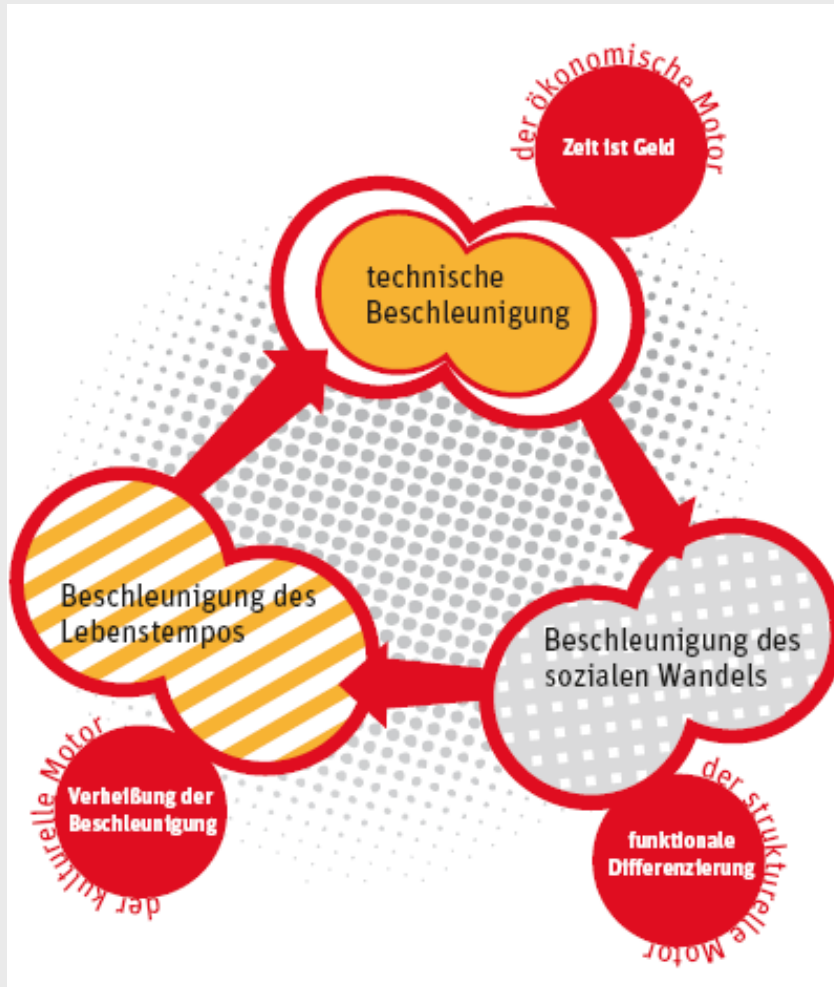 der ökonomische Motor
Zeit ist Geld
technische
Beschleunigung
Beschleunigung des
Lebenstempos
Beschleunigung des
sozialen Wandels
der kulturelle Motor
Verheißung der
Beschleunigung
der strukturelle Motor
funktionale
Differenzierung